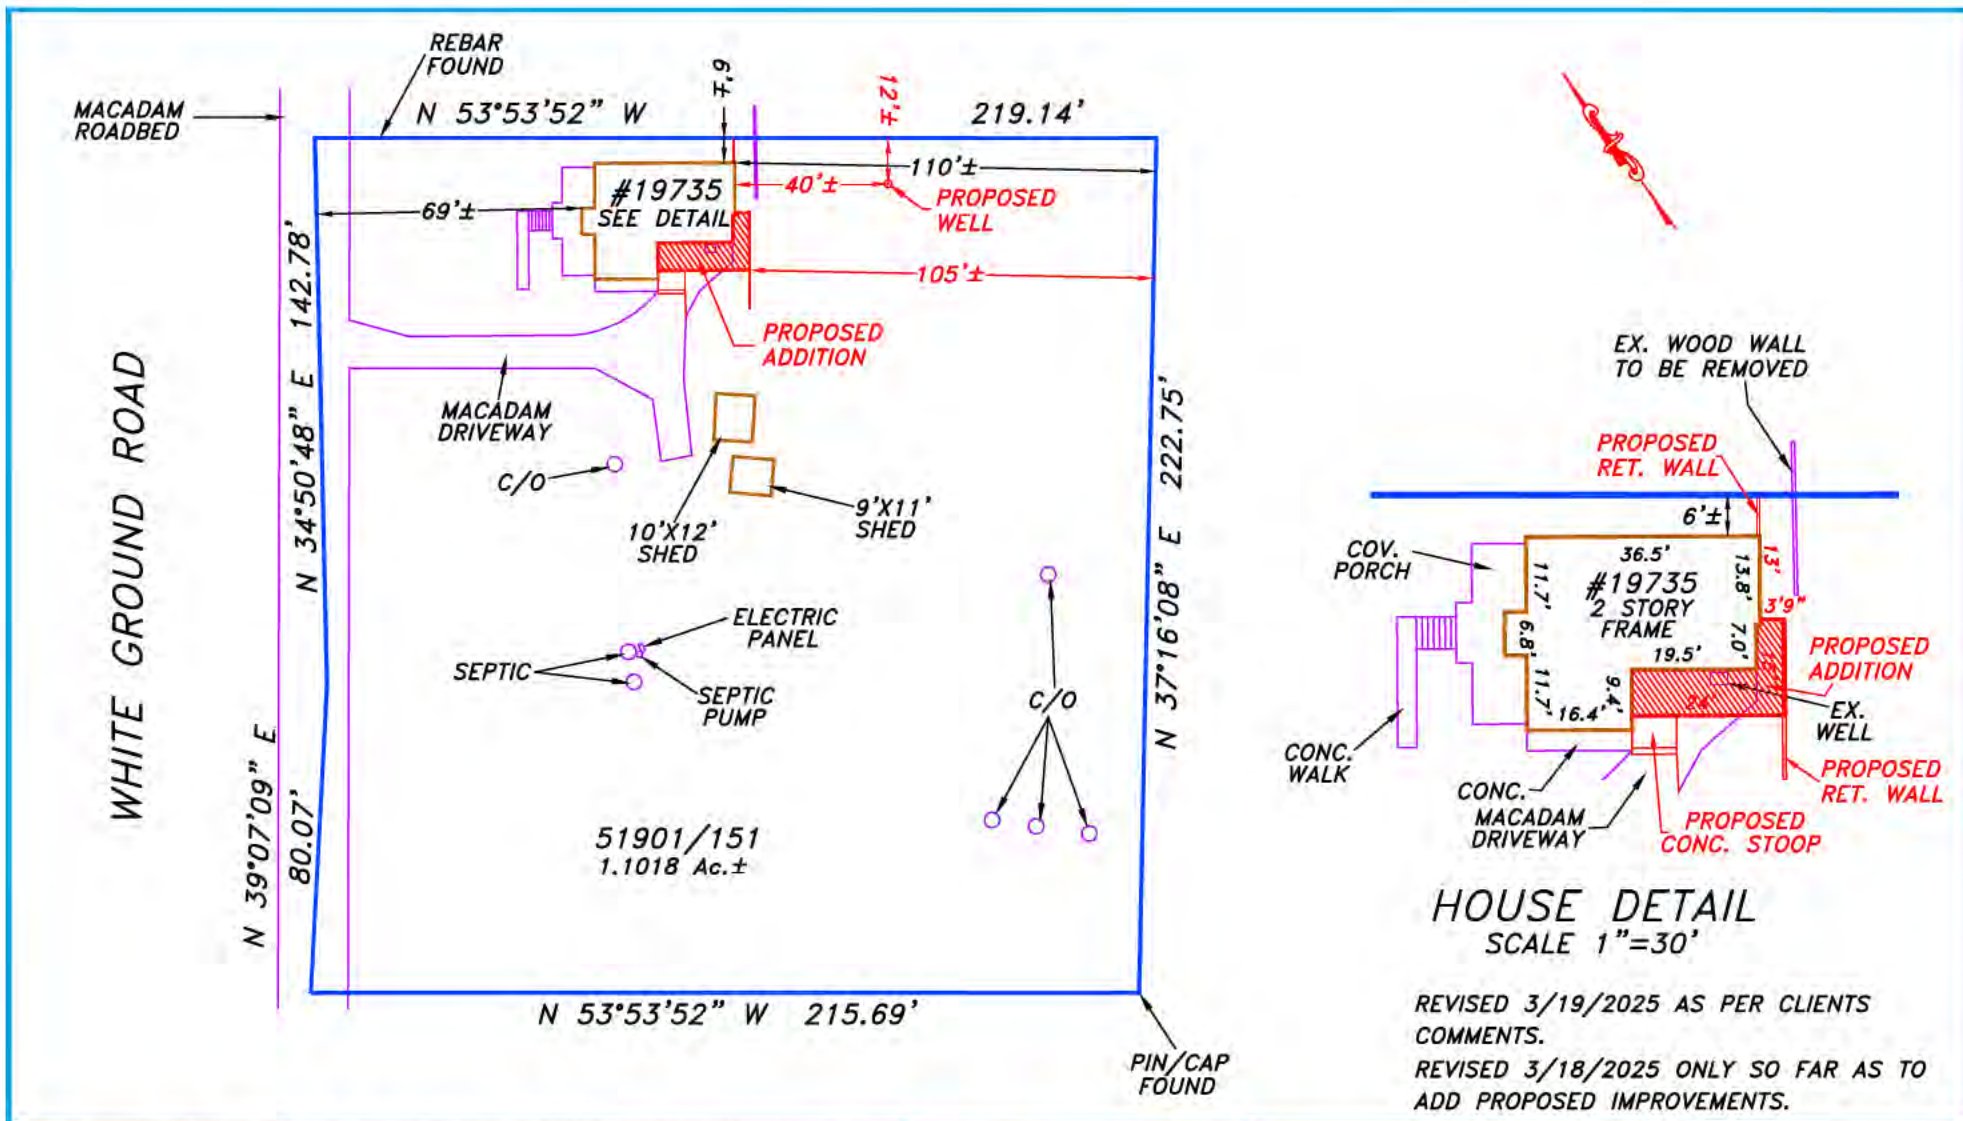 REBAR
FOUND
MACADAM
ROADBED
N 53°53'52" W
6'±
12'±
219.14'
#19735
SEE DETAIL
69'±
110'±
40'±
PROPOSED
WELL
105'±
PROPOSED
ADDITION
N 34°50'48" E 142.78'
WHITE GROUND ROAD
MACADAM
DRIVEWAY
C/O
10'X12'
SHED
9'X11'
SHED
N 37°16'08" E 222.75'
ELECTRIC
PANEL
SEPTIC
SEPTIC
PUMP
C/O
N 39°07'09" E
80.07'
51901/151
1.1018 Ac.±
N 53°53'52" W 215.69'
PIN/CAP
FOUND
EX. WOOD WALL
TO BE REMOVED
PROPOSED
RET. WALL
6'±
COV.
PORCH
36.5'
13'
#19735
2 STORY
FRAME
11.7'
13.8'
3'9"
6.8'
7.0'
19.5'
PROPOSED
ADDITION
11.7'
9.4'
16.4'
24'
EX.
WELL
CONC.
WALK
CONC.
MACADAM
DRIVEWAY
PROPOSED
CONC. STOOP
PROPOSED
RET. WALL
HOUSE DETAIL
SCALE 1"=30'
REVISED 3/19/2025 AS PER CLIENTS
COMMENTS.
REVISED 3/18/2025 ONLY SO FAR AS TO
ADD PROPOSED IMPROVEMENTS.